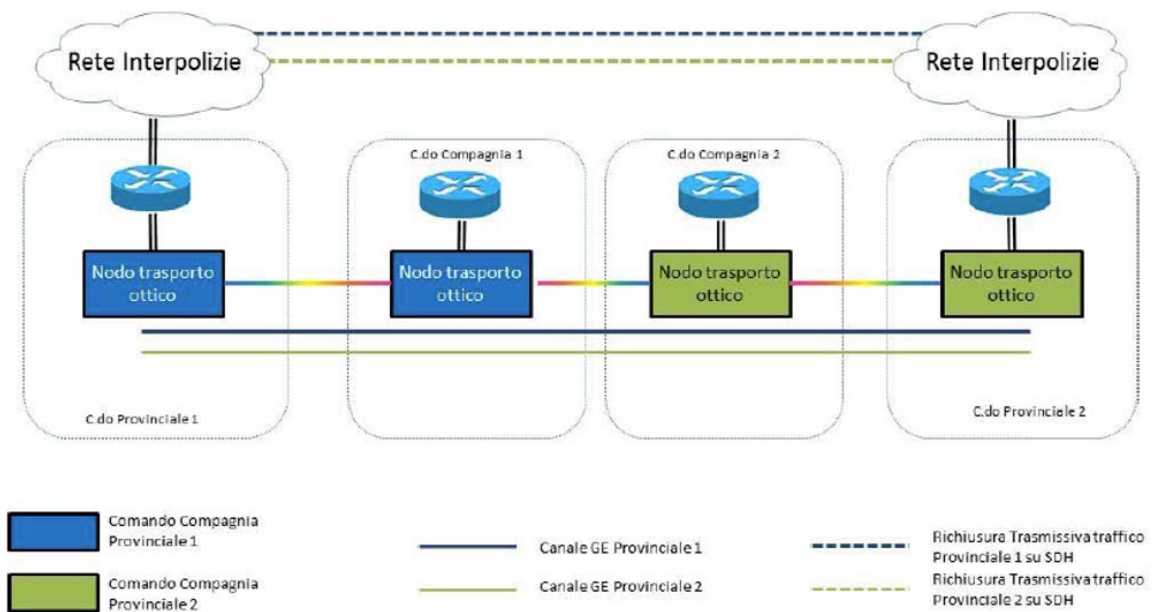 Rete Interpolizie
Rete Interpolizie
C.do Compagnia 1
C.do Compagnia 2
Nodo trasporto
ottico
Nodo trasporto
ottico
Nodo trasporto
ottico
Nodo trasporto
ottico
C.do Provinciale 1
C.do Provinciale 2
Comando Compagnia
Provinciale 1
Canale GE Provinciale 1
Richiusura Trasmissiva traffico
Provinciale 1 su SDH
Comando Compagnia
Provinciale 2
Canale GE Provinciale 2
Richiusura Trasmissiva traffico
Provinciale 2 su SDH